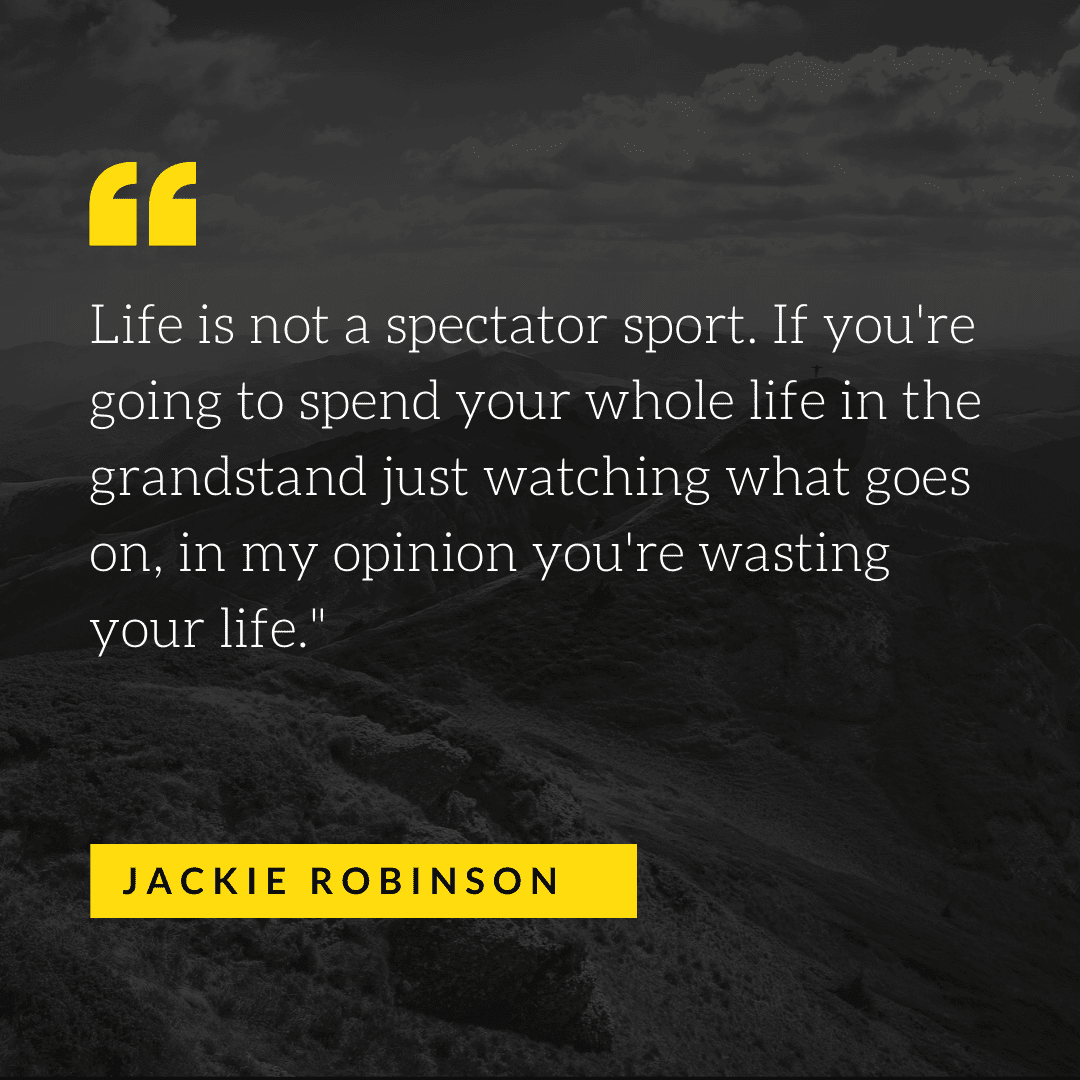 “
Life is not a spectator sport. If you're
going to spend your whole life in the
grandstand just watching what goes
on, in my opinion you're wasting
your life."
JACKIE ROBINSON